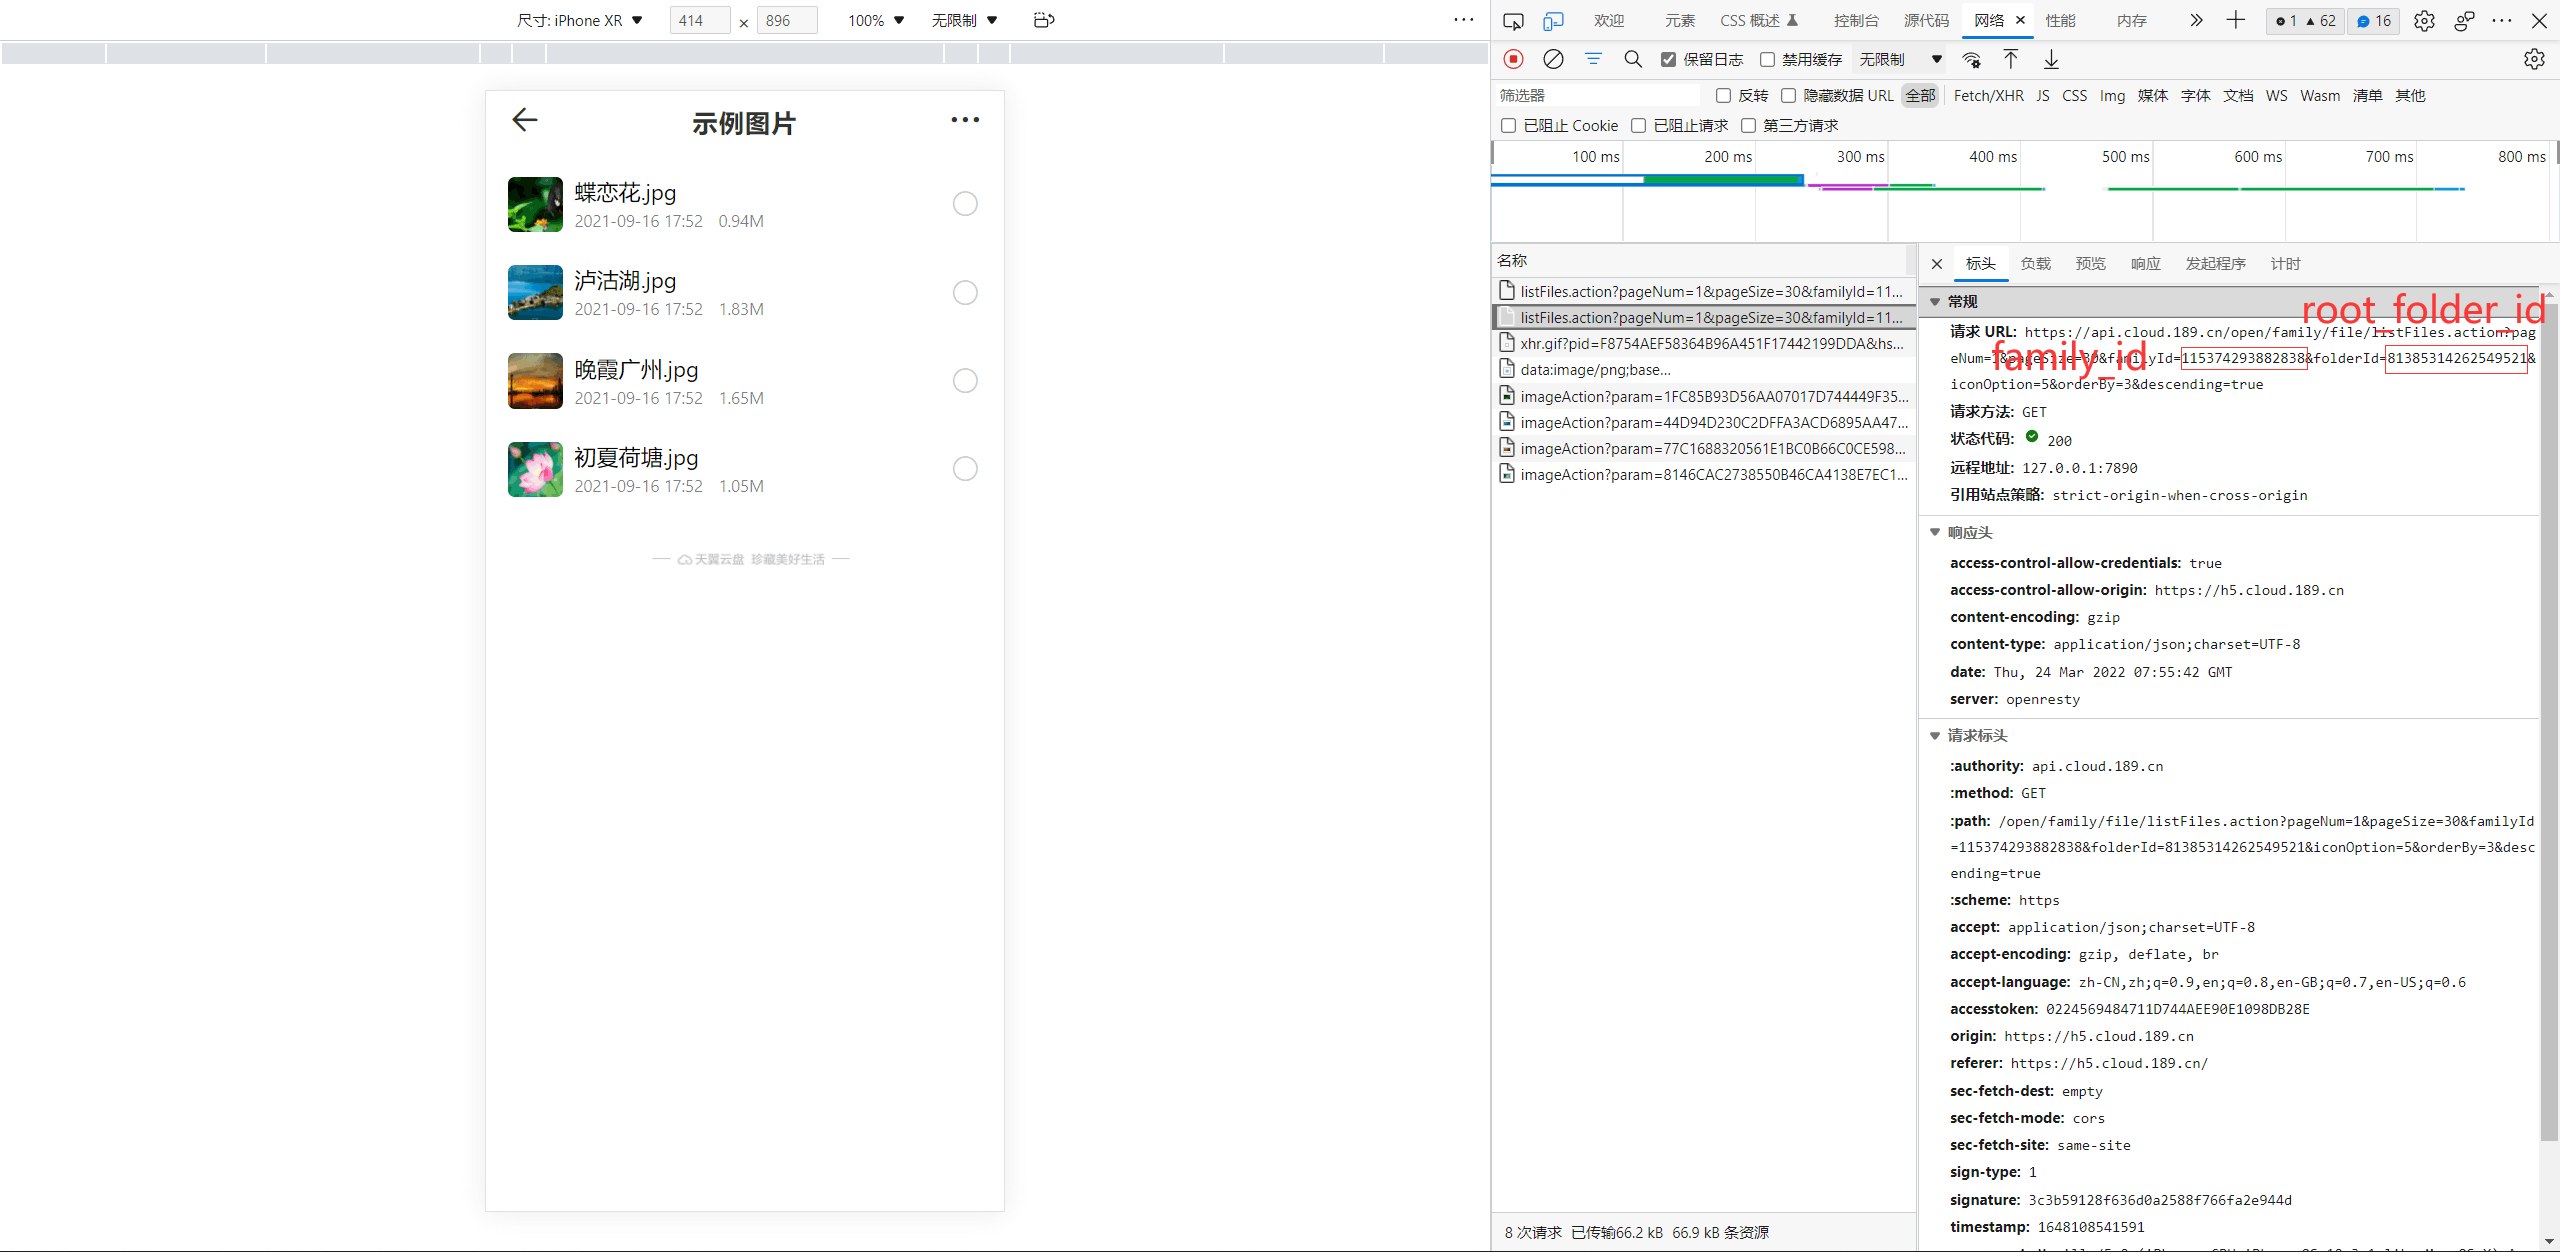 尺寸: iPhone XR ▼ 414 × 896 100% ▼ 无限制 ▼
示例图片
蝶恋花.jpg
2021-09-16 17:52 0.94M
泸沽湖.jpg
2021-09-16 17:52 1.83M
晚霞广州.jpg
2021-09-16 17:52 1.65M
初夏荷塘.jpg
2021-09-16 17:52 1.05M
天翼云盘 珍藏美好生活
欢迎 元素 CSS 概述 控制台 源代码 网络 性能 内存 1 62 16
保留日志 禁用缓存 无限制
筛选器 反转 隐藏数据 URL 全部 Fetch/XHR JS CSS Img 媒体 字体 文档 WS Wasm 清单 其他
已阻止 Cookie 已阻止请求 第三方请求
100 ms 200 ms 300 ms 400 ms 500 ms 600 ms 700 ms 800 ms
名称
listFiles.action?pageNum=1&pageSize=30&familyId=11...
listFiles.action?pageNum=1&pageSize=30&familyId=11...
xhr.gif?pid=F8754AEF58364B96A451F17442199DDA&hs...
data:image/png;base...
imageAction?param=1FC85B93D56AA07017D744449F35...
imageAction?param=44D94D230C2DFFA3ACD6895AA47...
imageAction?param=77C1688320561E1BC0B66C0CE598...
imageAction?param=8146CAC2738550B46CA4138E7EC1...
8 次请求 已传输66.2 kB 66.9 kB 条资源
标头 负载 预览 响应 发起程序 计时
常规
root_folder_id
请求 URL: https://api.cloud.189.cn/open/family/file/listFiles.action?pag
eNum=1&pageSize=30&familyId=115374293882838&folderId=81385314262549521&
family_id
iconOption=5&orderBy=3&descending=true
请求方法: GET
状态代码: 200
远程地址: 127.0.0.1:7890
引用站点策略: strict-origin-when-cross-origin
响应头
access-control-allow-credentials: true
access-control-allow-origin: https://h5.cloud.189.cn
content-encoding: gzip
content-type: application/json;charset=UTF-8
date: Thu, 24 Mar 2022 07:55:42 GMT
server: openresty
请求标头
:authority: api.cloud.189.cn
:method: GET
:path: /open/family/file/listFiles.action?pageNum=1&pageSize=30&familyId
=115374293882838&folderId=81385314262549521&iconOption=5&orderBy=3&desc
ending=true
:scheme: https
accept: application/json;charset=UTF-8
accept-encoding: gzip, deflate, br
accept-language: zh-CN,zh;q=0.9,en;q=0.8,en-GB;q=0.7,en-US;q=0.6
accesstoken: 0224569484711D744AEE90E1098DB28E
origin: https://h5.cloud.189.cn
referer: https://h5.cloud.189.cn/
sec-fetch-dest: empty
sec-fetch-mode: cors
sec-fetch-site: same-site
sign-type: 1
signature: 3c3b59128f636d0a2588f766fa2e944d
timestamp: 1648108541591